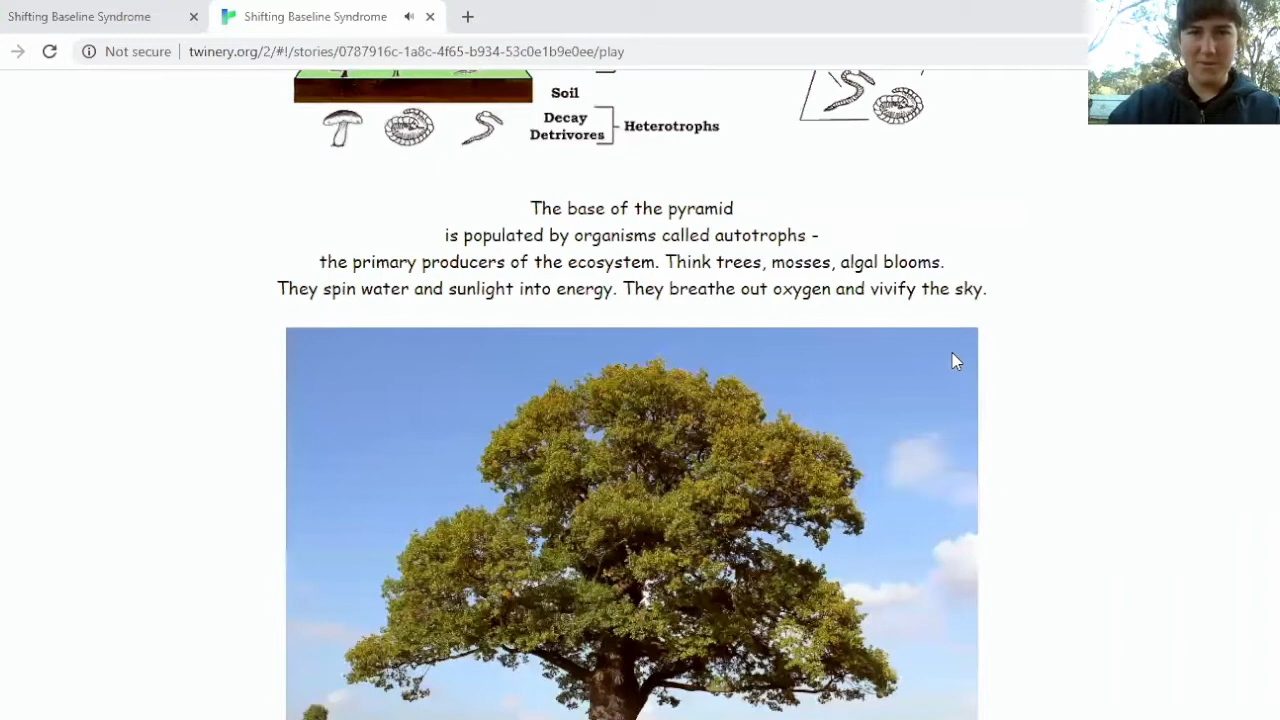 Shifting Baseline Syndrome
Shifting Baseline Syndrome
Not secure
twinery.org/2/#!/stories/0787916c-1a8c-4f65-b934-53c0e1b9e0ee/play
Soil
Decay
Detrivores
Heterotrophs
The base of the pyramid
is populated by organisms called autotrophs -
the primary producers of the ecosystem. Think trees, mosses, algal blooms.
They spin water and sunlight into energy. They breathe out oxygen and vivify the sky.